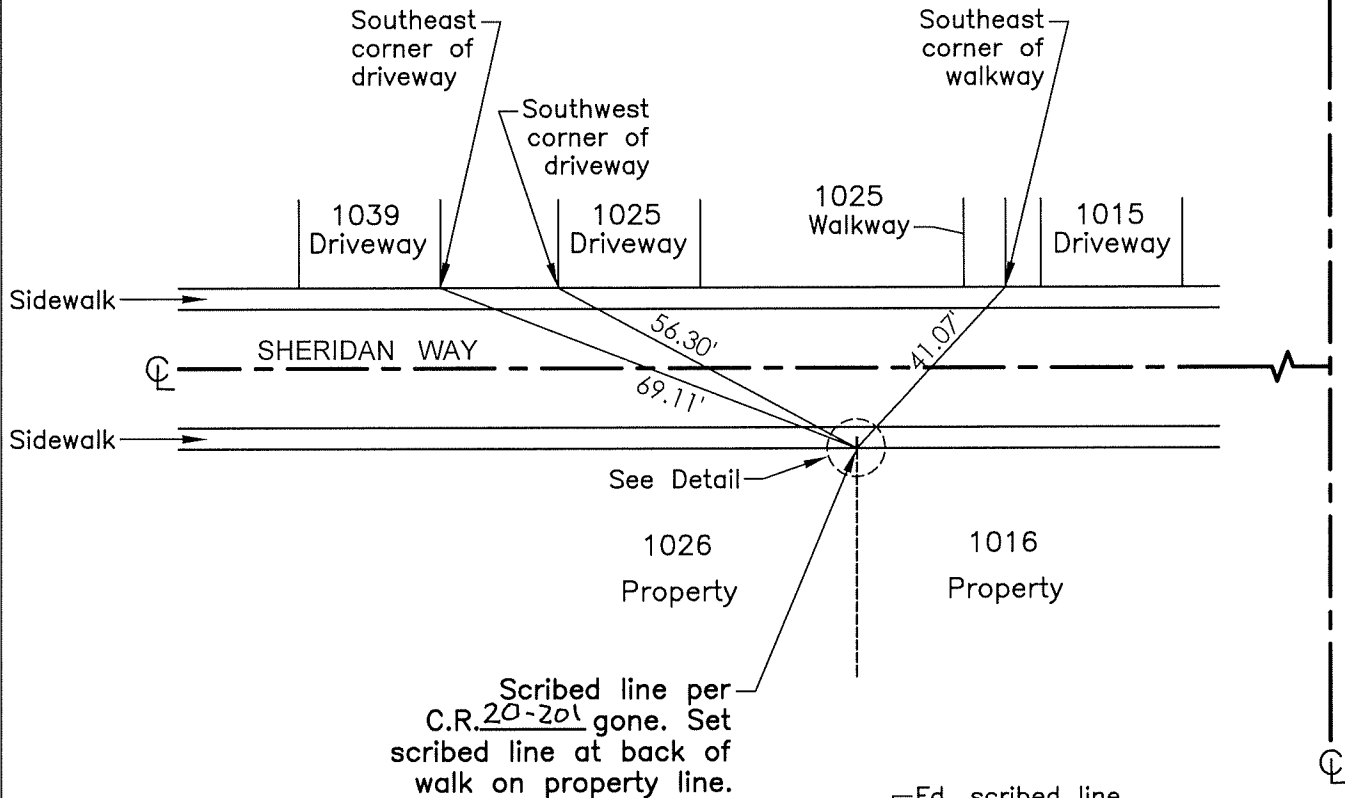 Southeast
corner of
driveway
Southeast
corner of
walkway
Southwest
corner of
driveway
1039
Driveway
1025
Driveway
1025
Walkway
1015
Driveway
Sidewalk
56.30'
41.07'
SHERIDAN WAY
℄
69.11'
Sidewalk
See Detail
1026
Property
1016
Property
Scribed line per
C.R. 20-201 gone. Set
scribed line at back of
walk on property line.
℄
Fd. scribed line